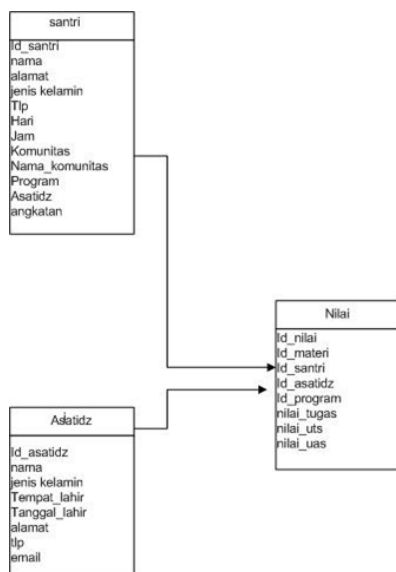 santri
Id_santri
nama
alamat
jenis kelamin
Tlp
Hari
Jam
Komunitas
Nama_komunitas
Program
Asatidz
angkatan
Nilai
Id_nilai
Id_materi
Id_santri
Id_asatidz
Id_program
nilai_tugas
nilai_uts
nilai_uas
Asatidz
Id_asatidz
nama
jenis kelamin
Tempat_lahir
Tanggal_lahir
alamat
tlp
email